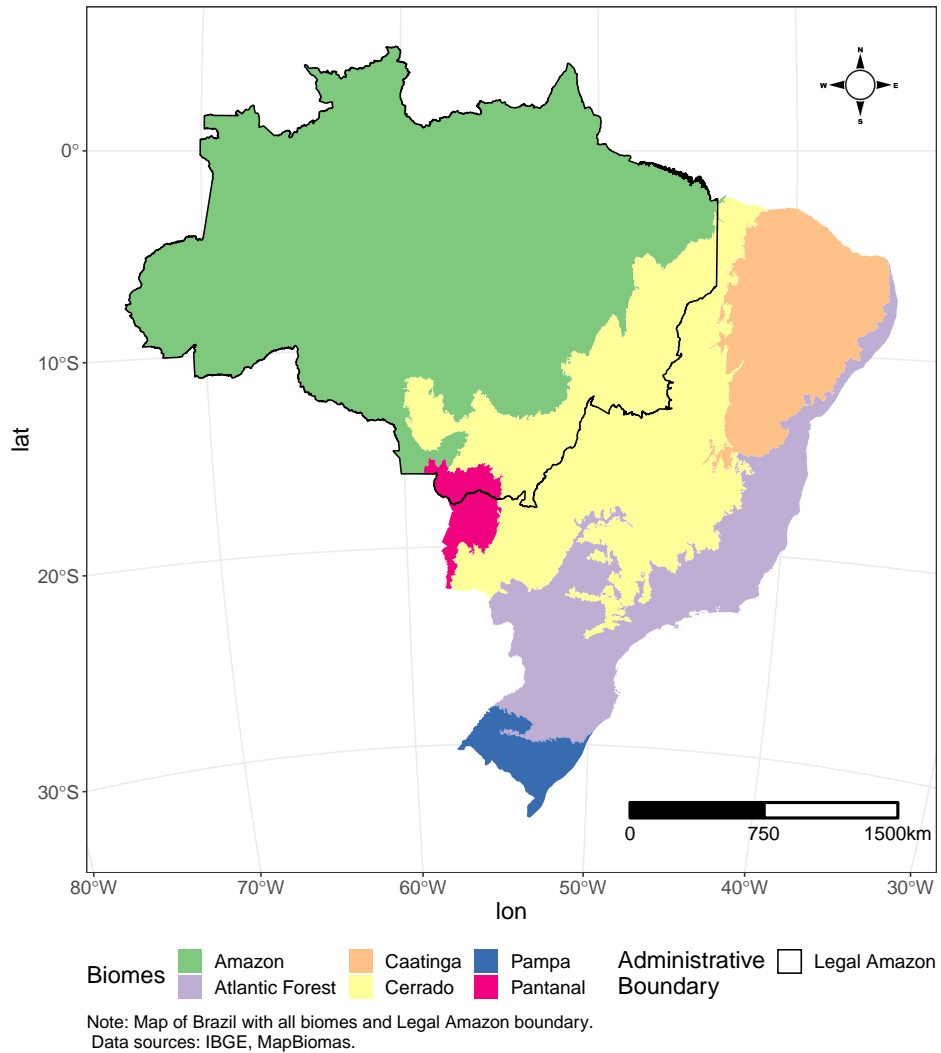 N
W E
S
0°
10°S
20°S
30°S
lat
0 750 1500km
80°W 70°W 60°W 50°W 40°W 30°W
lon
Biomes
Amazon Caatinga Pampa
Atlantic Forest Cerrado Pantanal
Administrative
Boundary
Legal Amazon
Note: Map of Brazil with all biomes and Legal Amazon boundary.
Data sources: IBGE, MapBiomas.